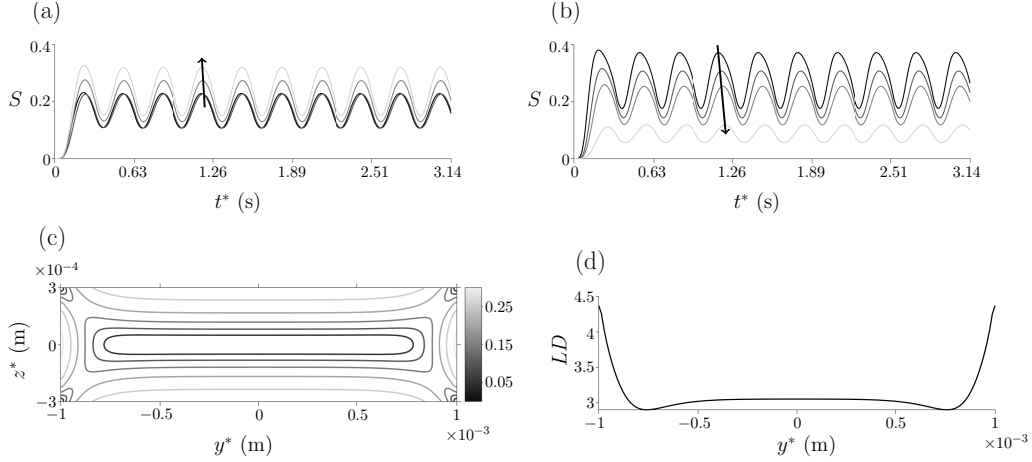 (a)
0.4
0.2
0
S
0 0.63 1.26 1.89 2.51 3.14
t* (s)
(b)
0.4
0.2
0
S
0 0.63 1.26 1.89 2.51 3.14
t* (s)
(c)
×10⁻⁴
3
0
−3
z* (m)
−1 −0.5 0 0.5 1
×10⁻³
y* (m)
0.25
0.15
0.05
(d)
4.5
4
3.5
3
LD
−1 −0.5 0 0.5 1
×10⁻³
y* (m)